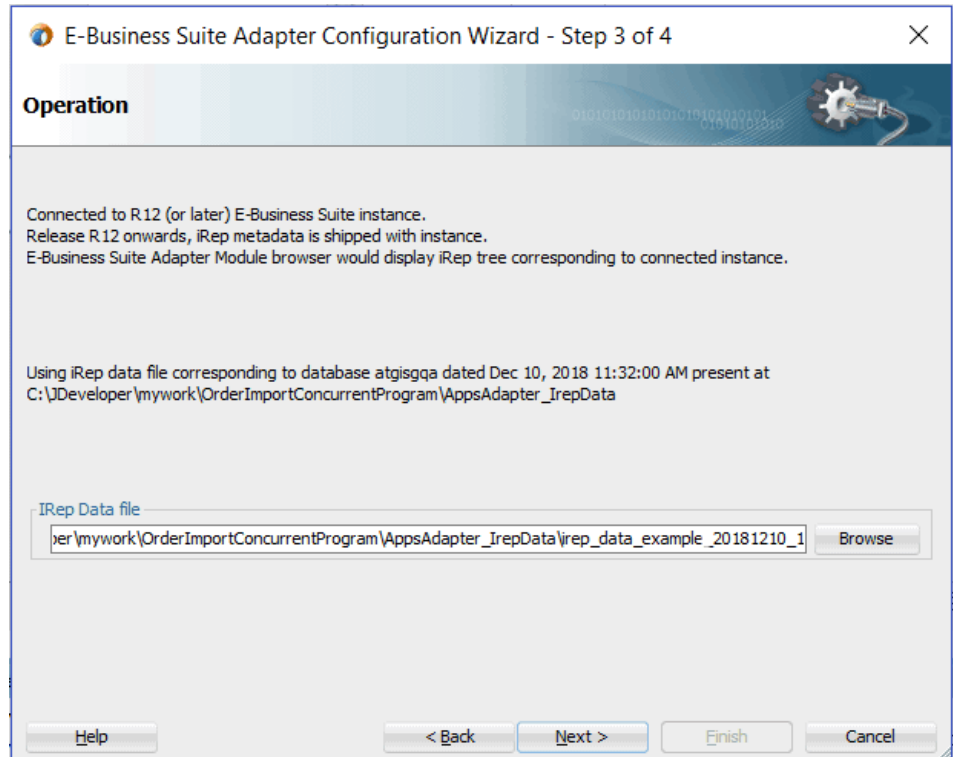 E-Business Suite Adapter Configuration Wizard - Step 3 of 4
Operation
Connected to R12 (or later) E-Business Suite instance.
Release R12 onwards, iRep metadata is shipped with instance.
E-Business Suite Adapter Module browser would display iRep tree corresponding to connected instance.
Using iRep data file corresponding to database atgisgqa dated Dec 10, 2018 11:32:00 AM present at
C:\JDeveloper\mywork\OrderImportConcurrentProgram\AppsAdapter_IrepData
IRep Data file
per\mywork\OrderImportConcurrentProgram\AppsAdapter_IrepData\irep_data_example_20181210_1 Browse
Help < Back Next > Finish Cancel